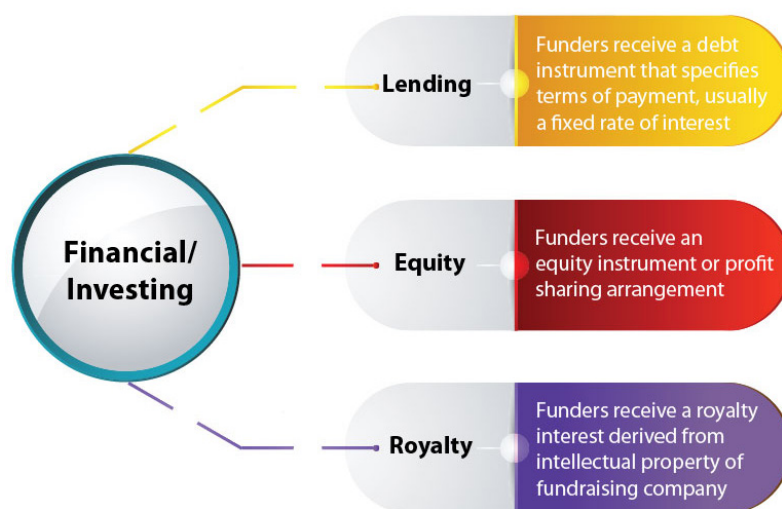 Financial/
Investing
Lending
Funders receive a debt
instrument that specifies
terms of payment, usually
a fixed rate of interest
Equity
Funders receive an
equity instrument or profit
sharing arrangement
Royalty
Funders receive a royalty
interest derived from
intellectual property of
fundraising company